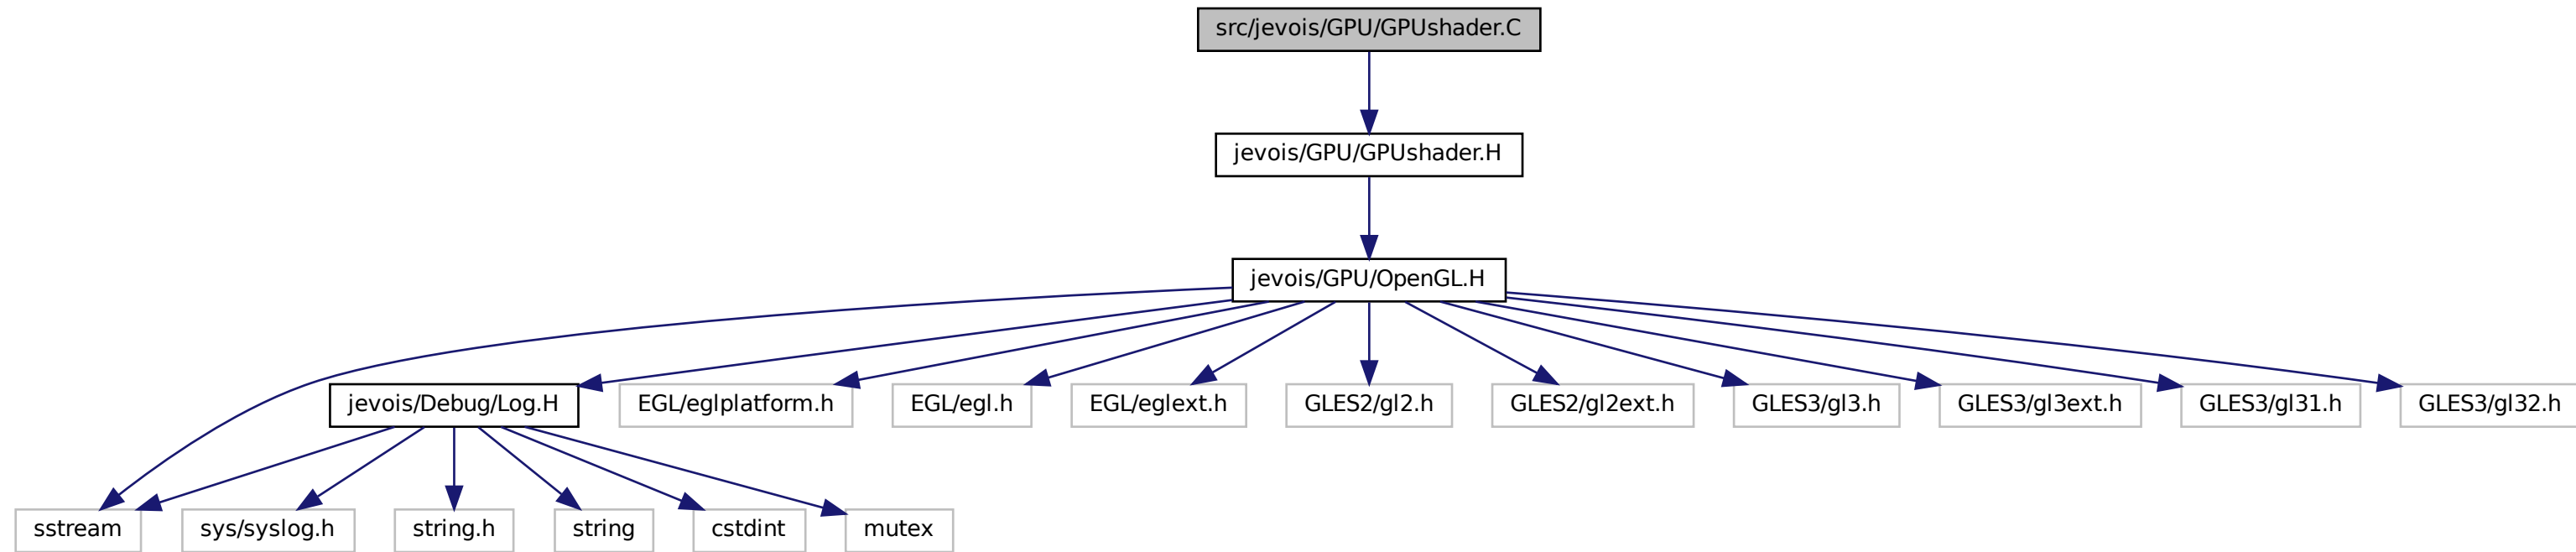 src/jevois/GPU/GPUshader.C
jevois/GPU/GPUshader.H
jevois/GPU/OpenGL.H
jevois/Debug/Log.H
EGL/eglplatform.h
EGL/egl.h
EGL/eglext.h
GLES2/gl2.h
GLES2/gl2ext.h
GLES3/gl3.h
GLES3/gl3ext.h
GLES3/gl31.h
GLES3/gl32.h
sstream
sys/syslog.h
string.h
string
cstdint
mutex